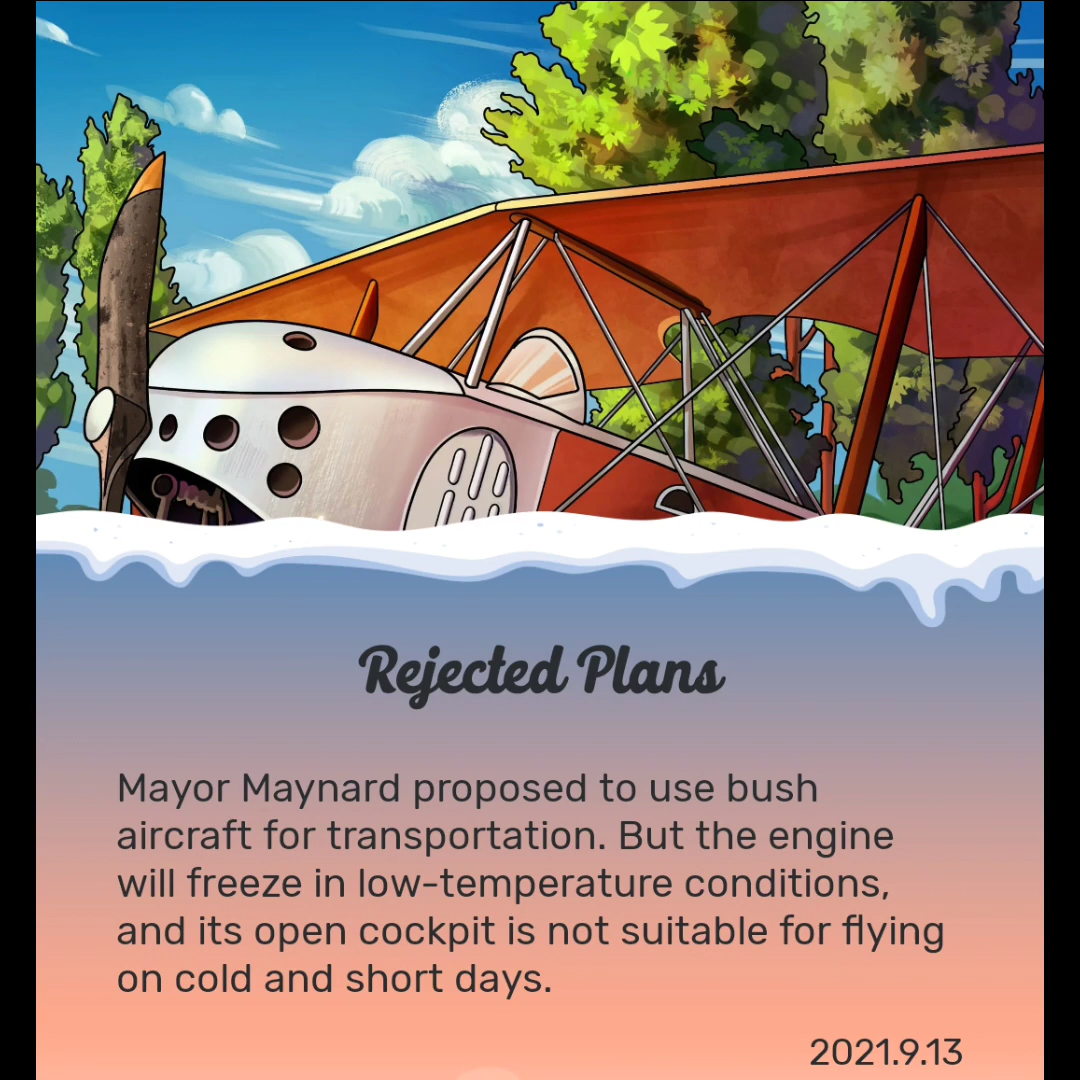 Rejected Plans
Mayor Maynard proposed to use bush
aircraft for transportation. But the engine
will freeze in low-temperature conditions,
and its open cockpit is not suitable for flying
on cold and short days.
2021.9.13